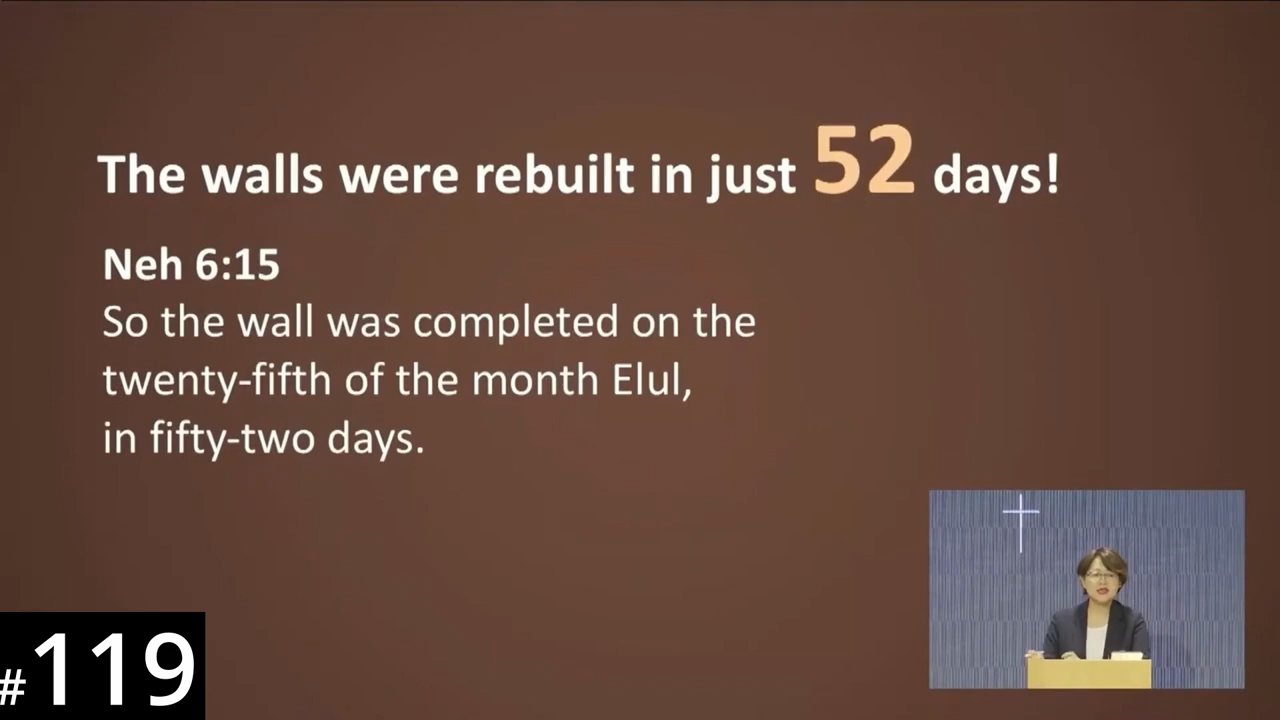 The walls were rebuilt in just 52 days!
Neh 6:15
So the wall was completed on the
twenty-fifth of the month Elul,
in fifty-two days.
#119